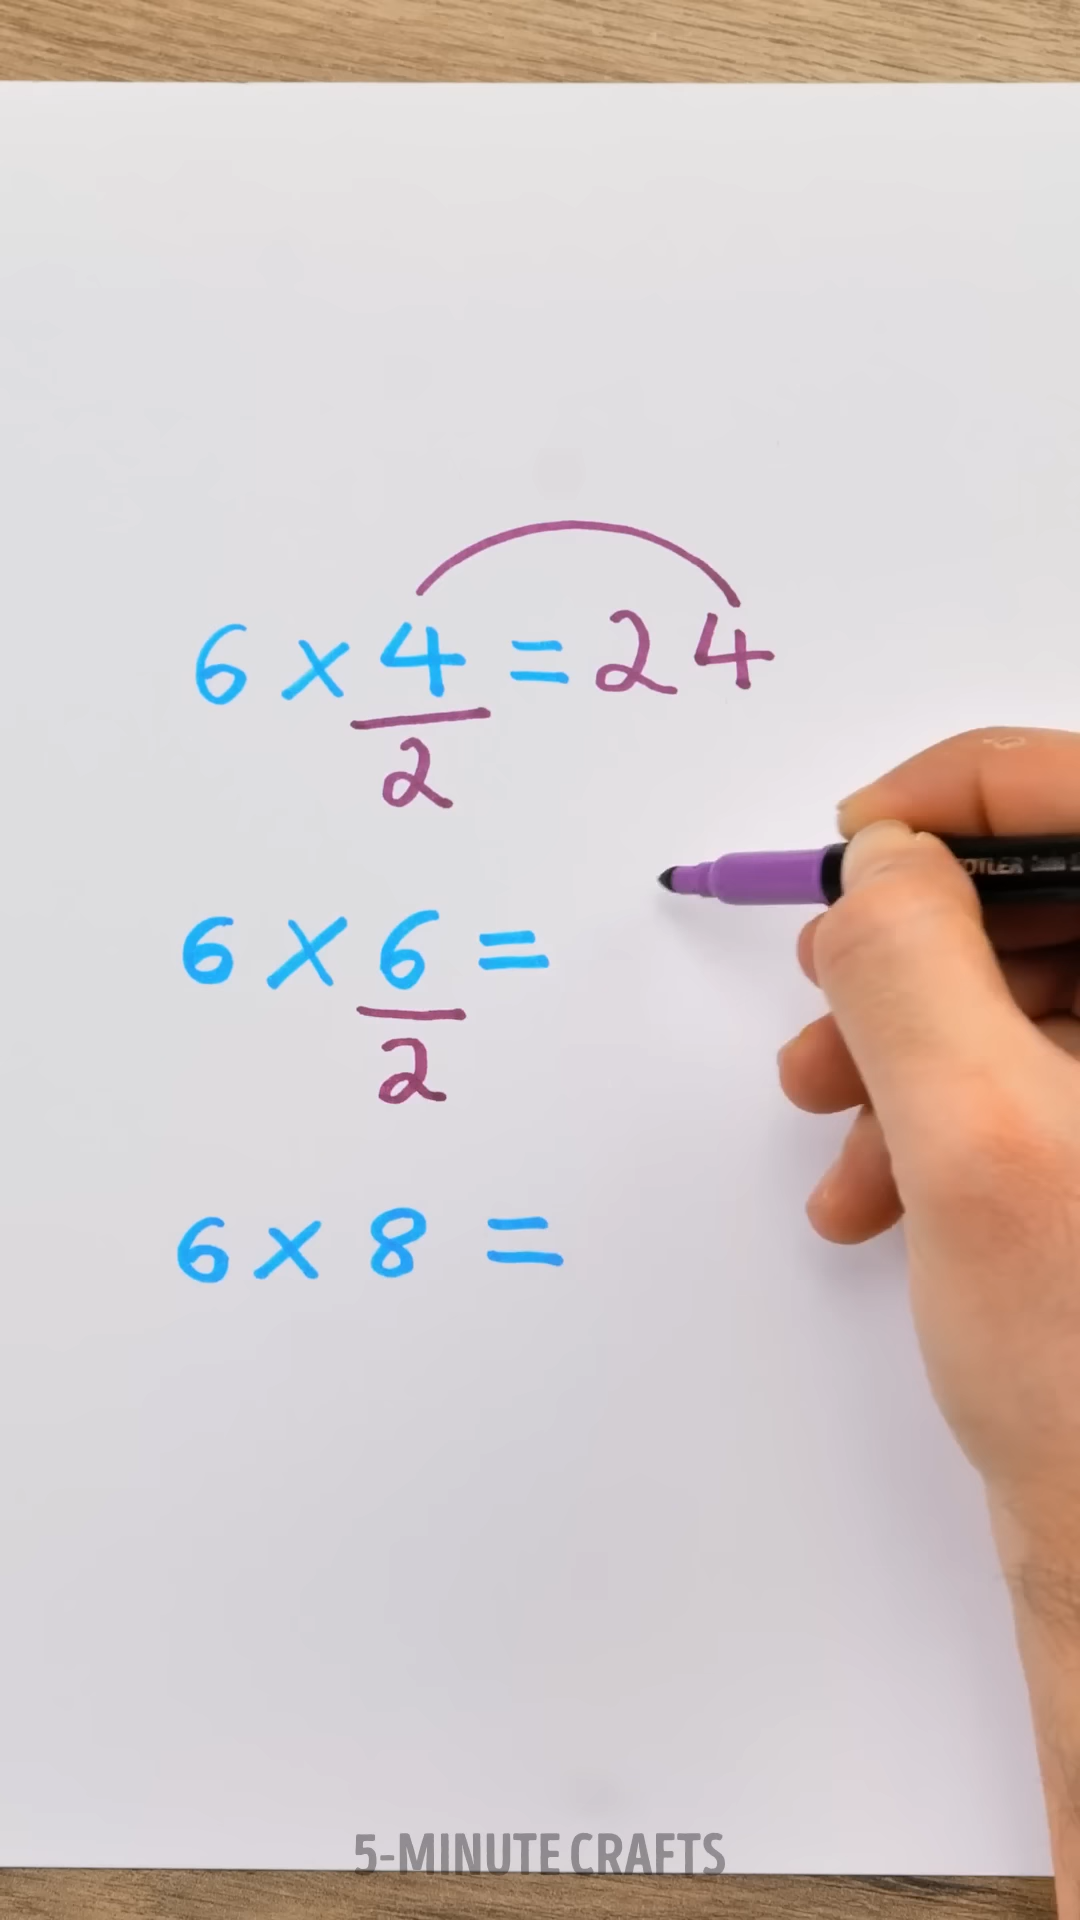 6 × 4 = 24
2
6 × 6 =
2
6 × 8 =
5-MINUTE CRAFTS